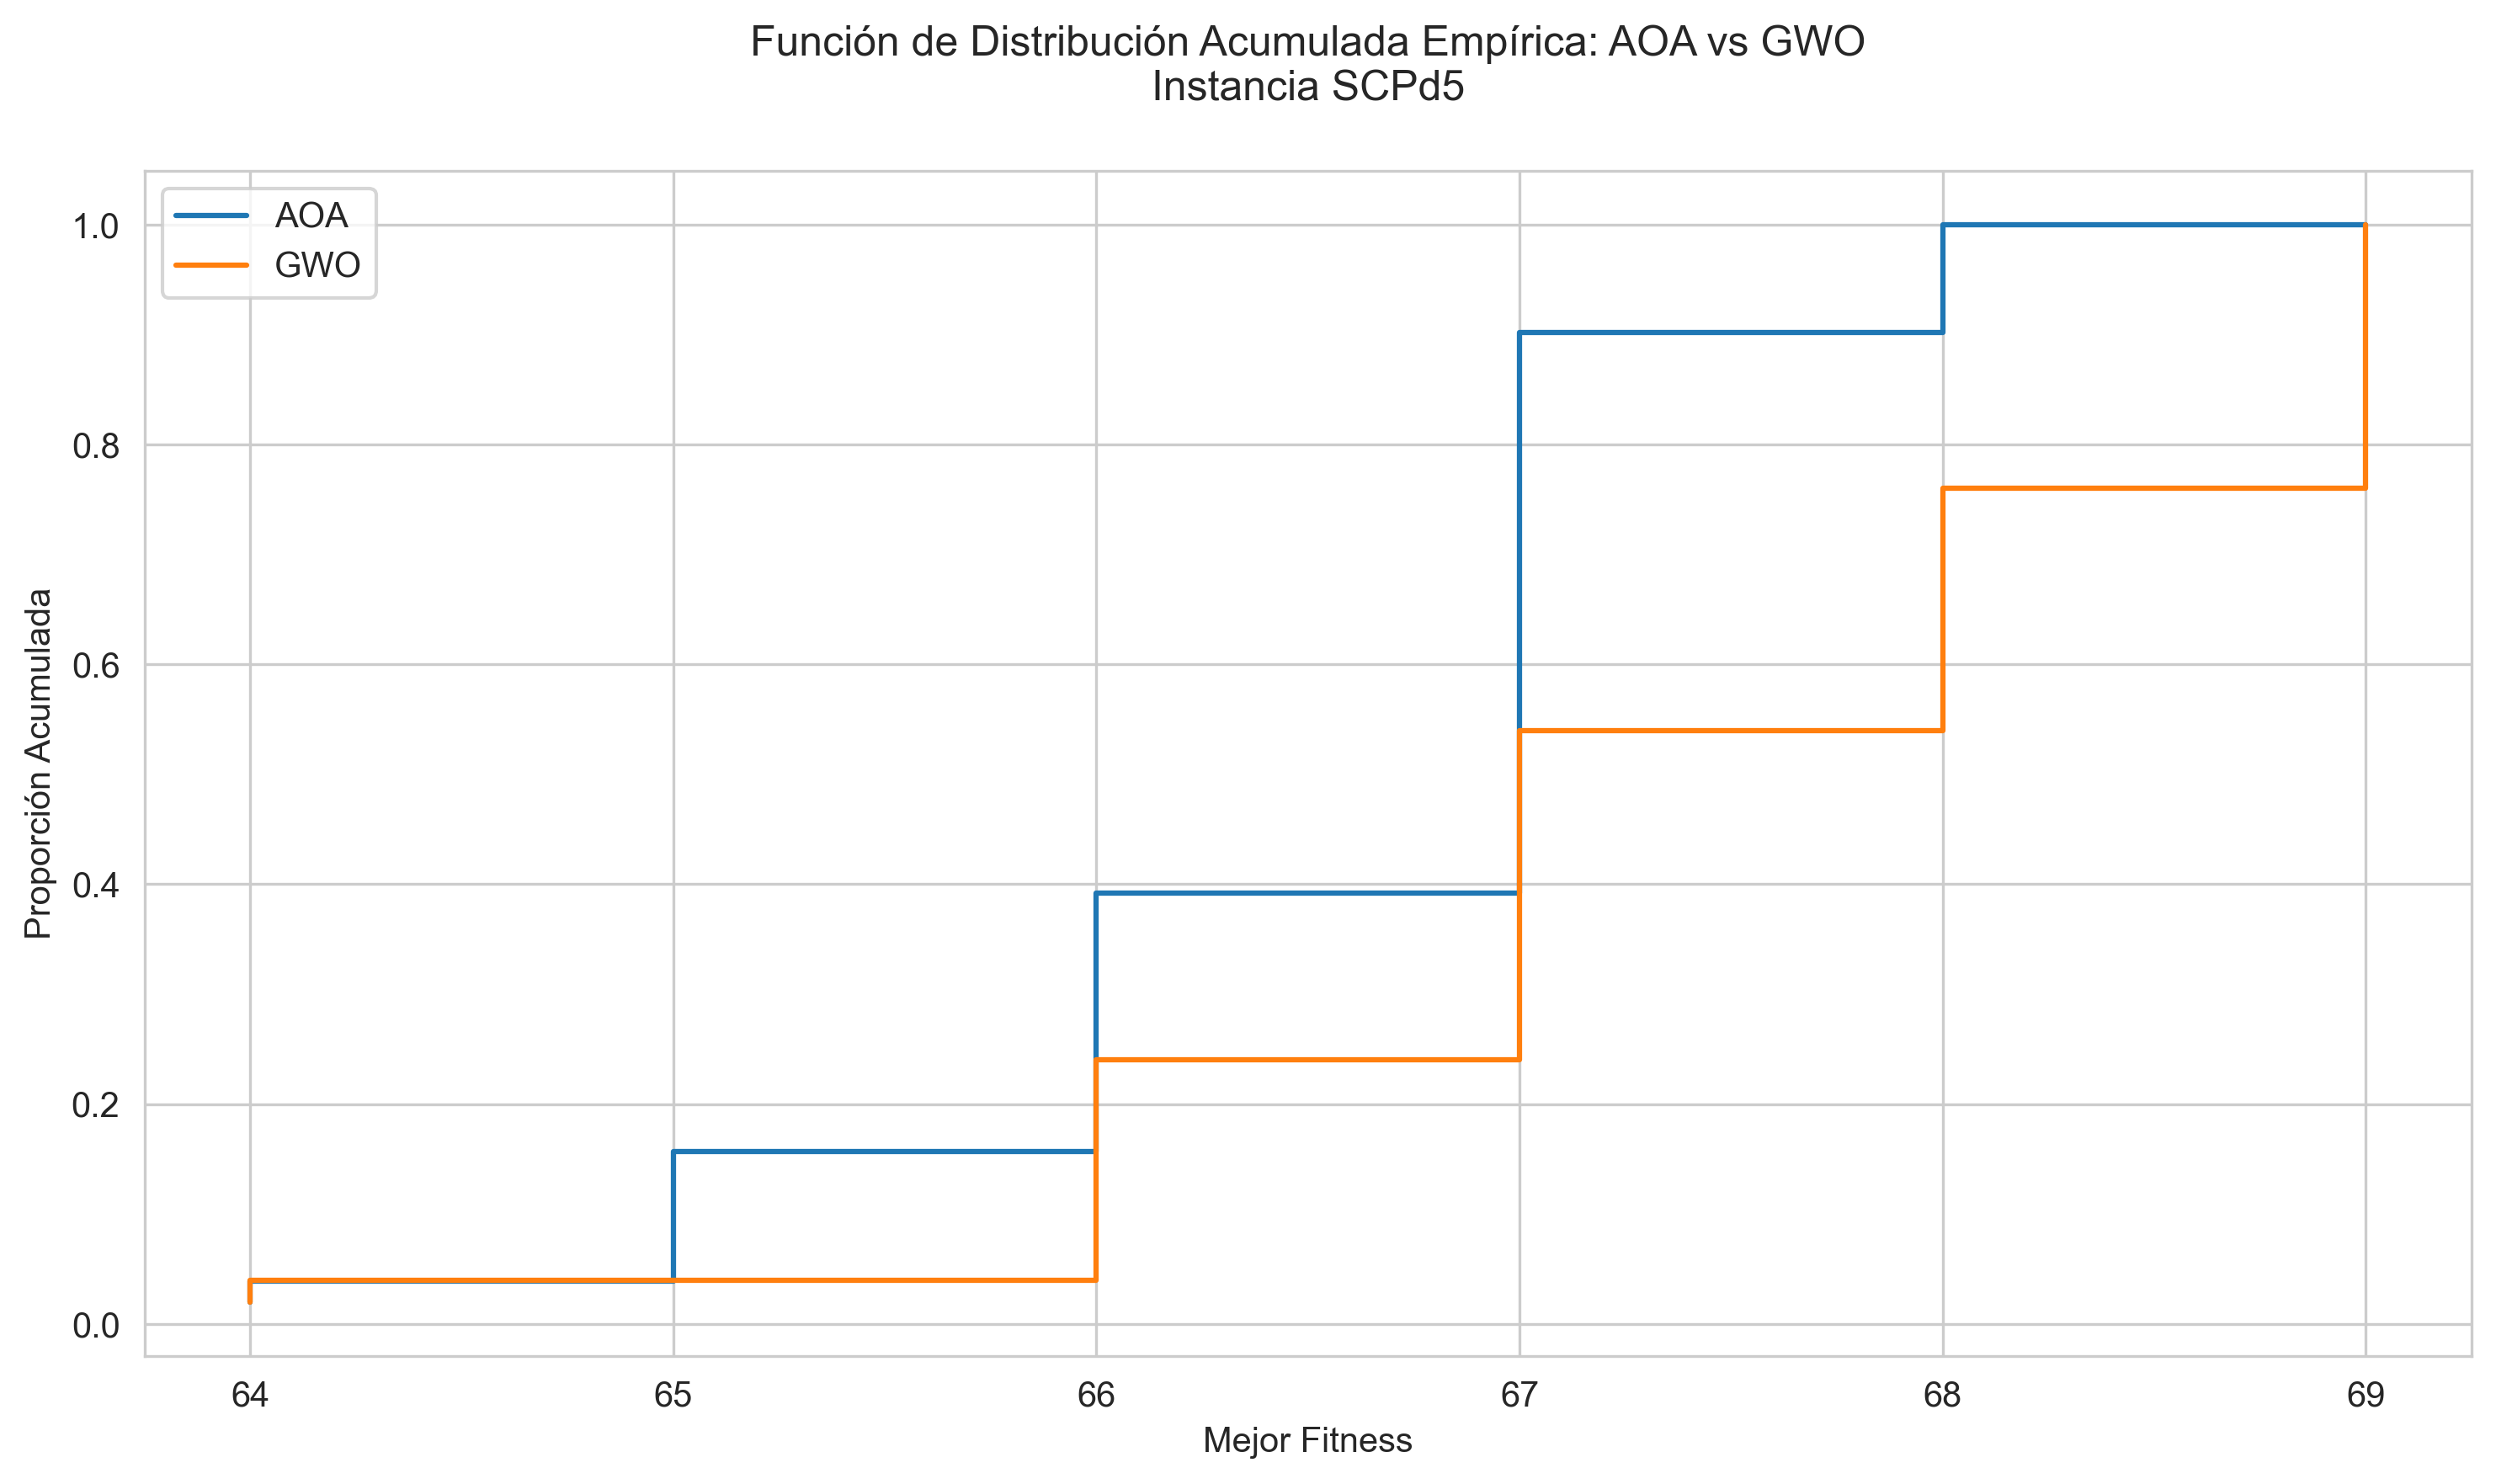 Función de Distribución Acumulada Empírica: AOA vs GWO
Instancia SCPd5
AOA
GWO
Proporción Acumulada
1.0
0.8
0.6
0.4
0.2
0.0
64
65
66
67
68
69
Mejor Fitness